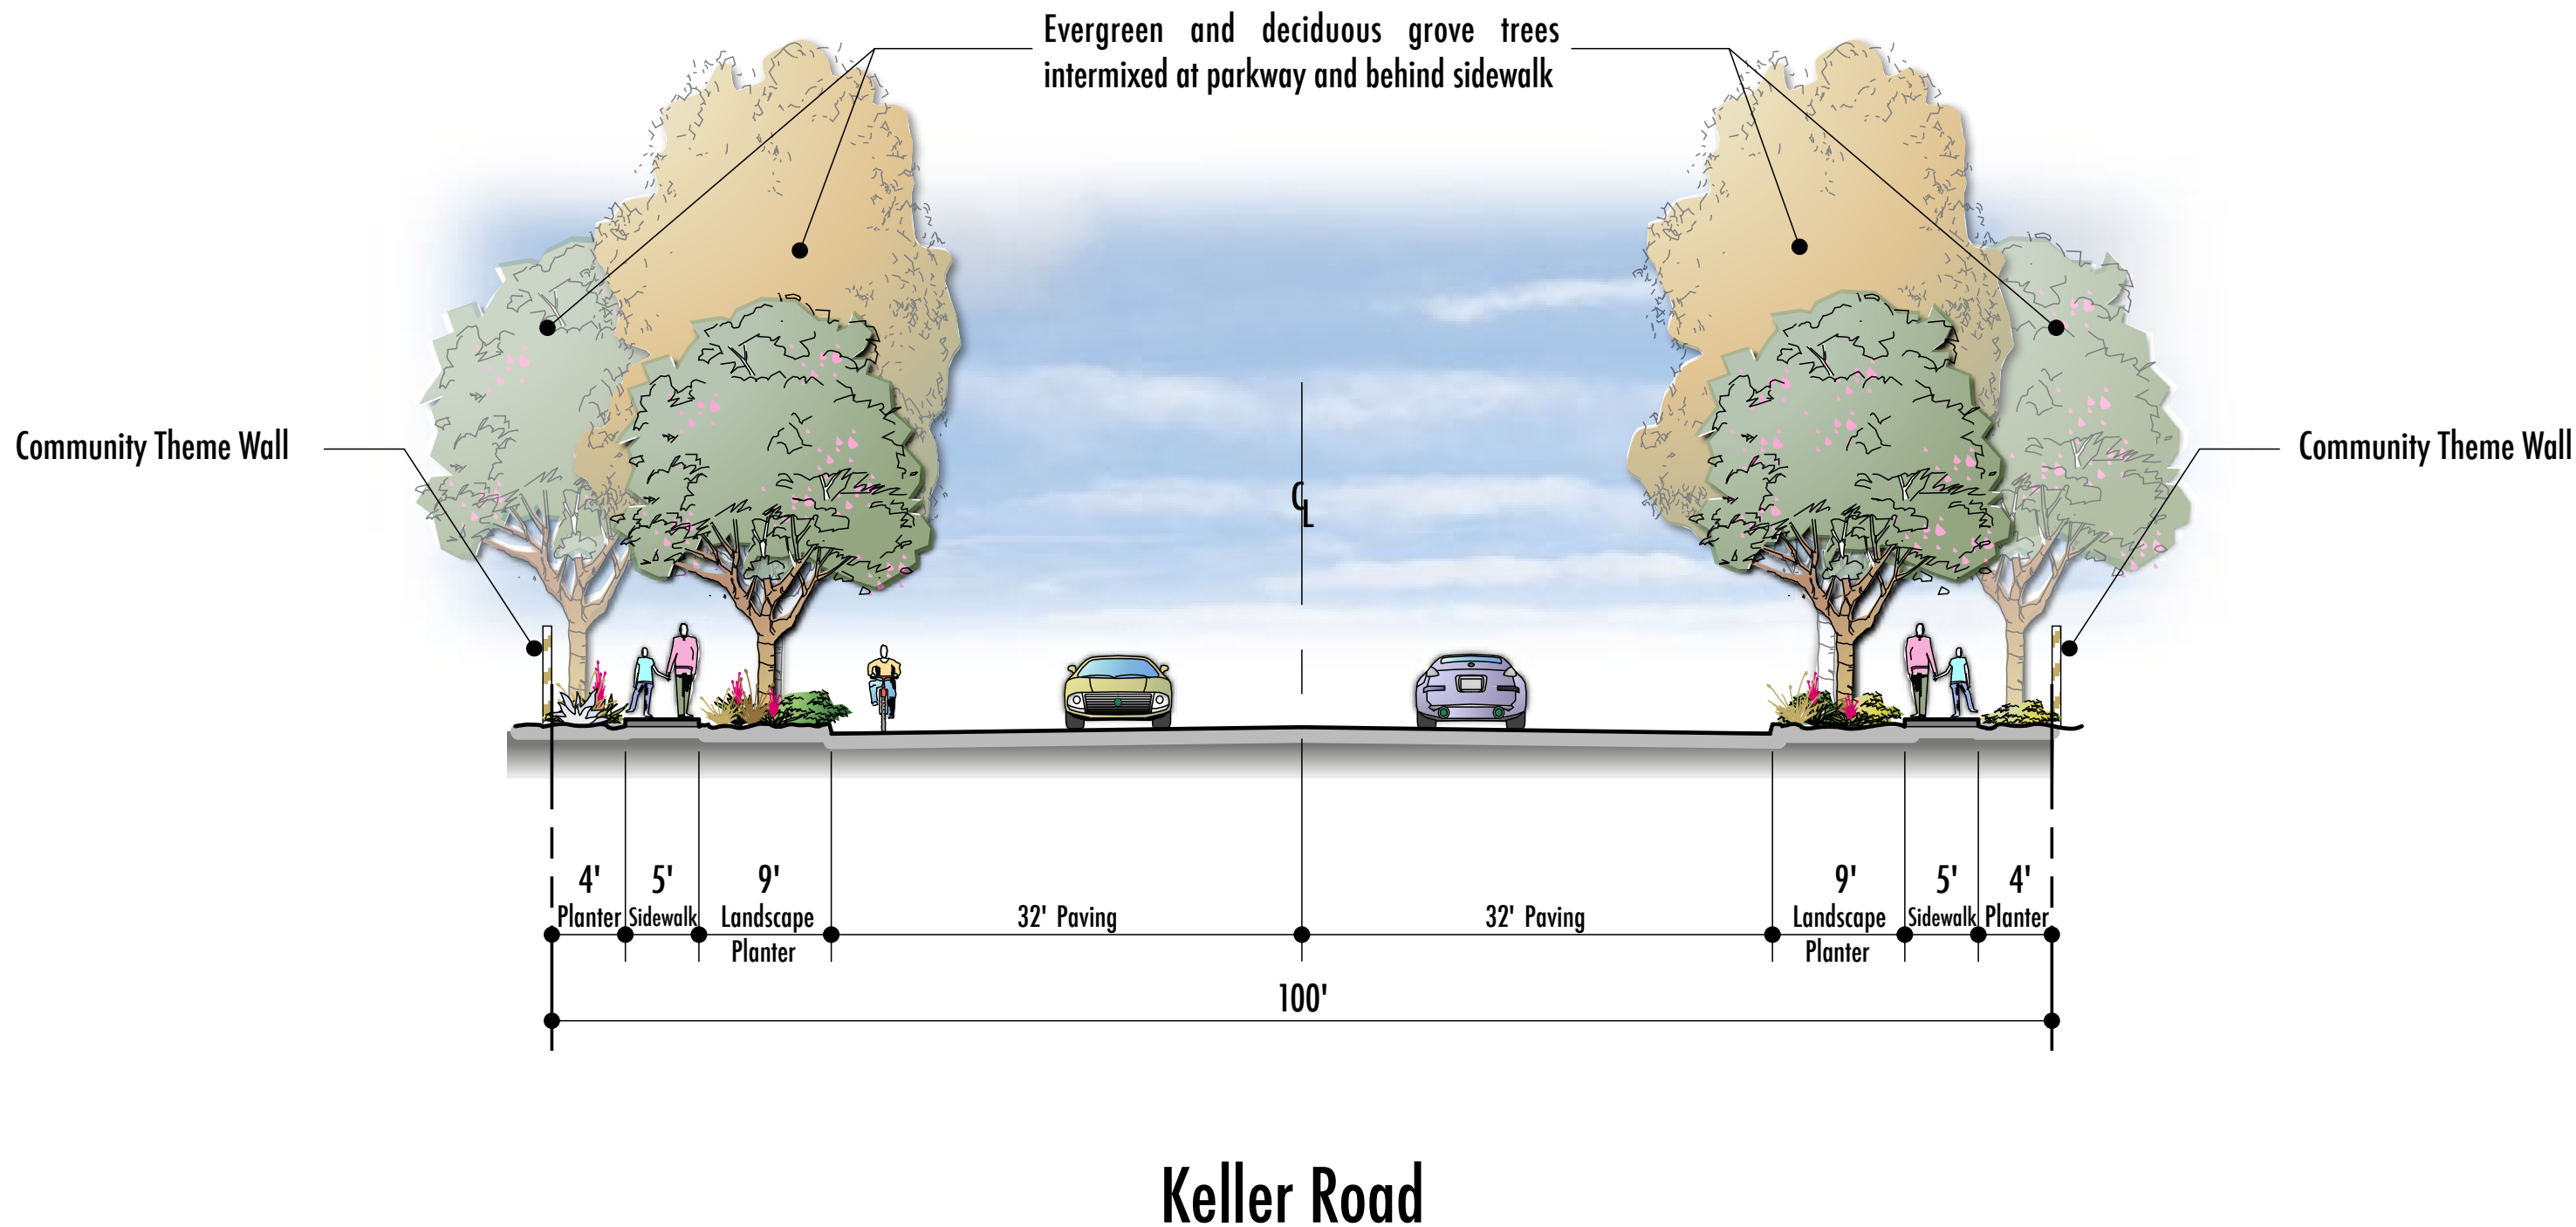 Evergreen and deciduous grove trees
intermixed at parkway and behind sidewalk
Community Theme Wall
Community Theme Wall
CL
4'
5'
9'
9'
5'
4'
Planter
Sidewalk
Landscape
32' Paving
32' Paving
Landscape
Sidewalk
Planter
Planter
Planter
100'
Keller Road